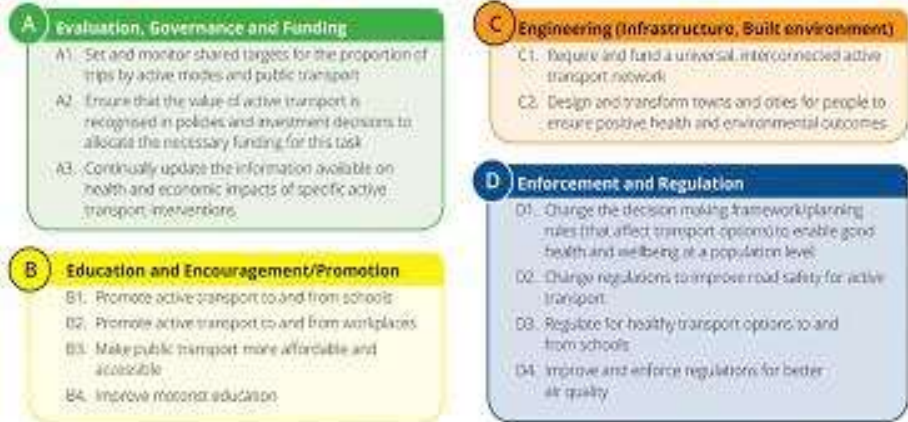 A Evaluation, Governance and Funding
A1. Set and monitor shared targets for the proportion of
trips by active modes and public transport
A2. Ensure that the value of active transport is
recognised in policies and investment decisions to
allocate the necessary funding for this task
A3. Continually update the information available on
health and economic impacts of specific active
transport interventions
B Education and Encouragement/Promotion
B1. Promote active transport to and from schools
B2. Promote active transport to and from workplaces
B3. Make public transport more affordable and
accessible
B4. Improve motorist education
C Engineering (Infrastructure, Built environment)
C1. Require and fund a universal, interconnected active
transport network
C2. Design and transform towns and cities for people to
ensure positive health and environmental outcomes
D Enforcement and Regulation
D1. Change the decision making framework/planning
rules (that affect transport options) to enable good
health and wellbeing at a population level
D2. Change regulations to improve road safety for active
transport
D3. Regulate for healthy transport options to and
from schools
D4. Improve and enforce regulations for better
air quality